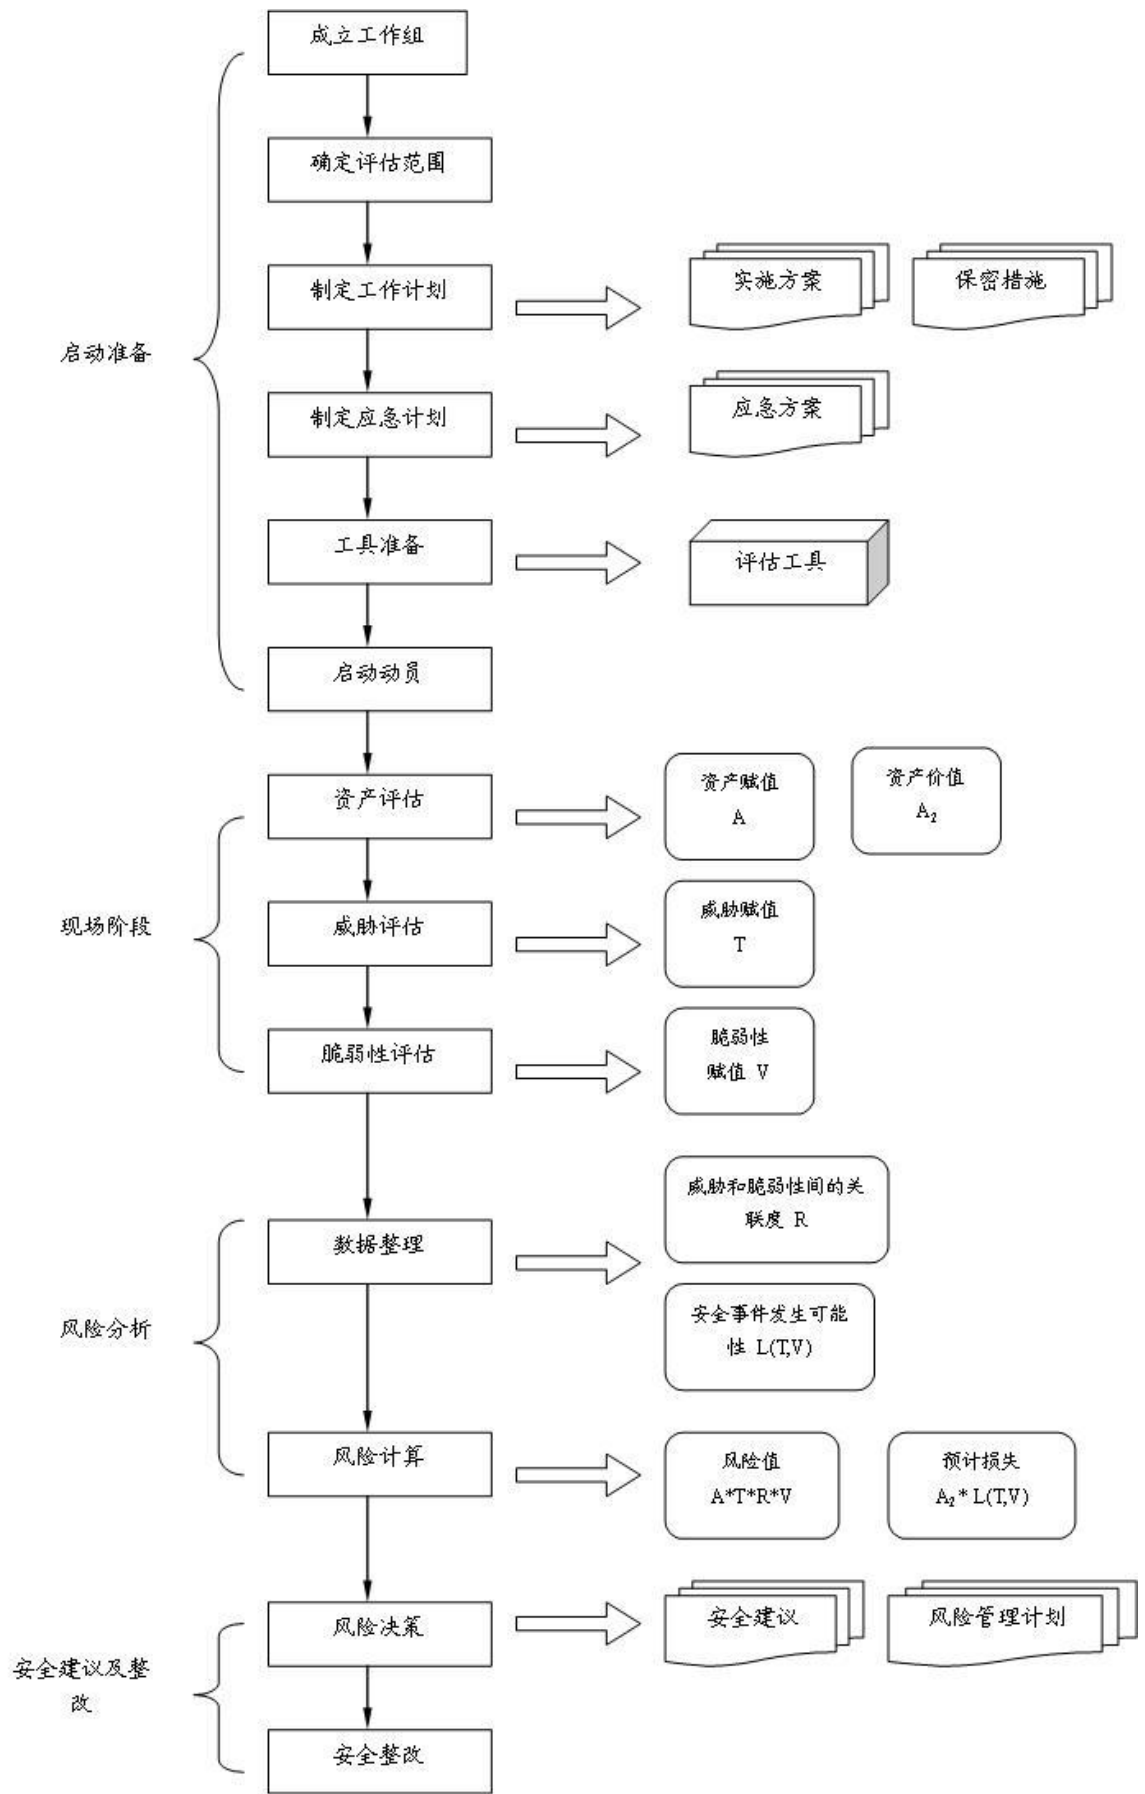 成立工作组
确定评估范围
制定工作计划
实施方案
保密措施
启动准备
制定应急计划
应急方案
工具准备
评估工具
启动动员
资产评估
资产赋值
A
资产价值
A₂
现场阶段
威胁评估
威胁赋值
T
脆弱性评估
脆弱性
赋值 V
数据整理
威胁和脆弱性间的关
联度 R
安全事件发生可能
性 L(T,V)
风险分析
风险计算
风险值
A*T*R*V
预计损失
A₂* L(T,V)
风险决策
安全建议
风险管理计划
安全建议及整
改
安全整改